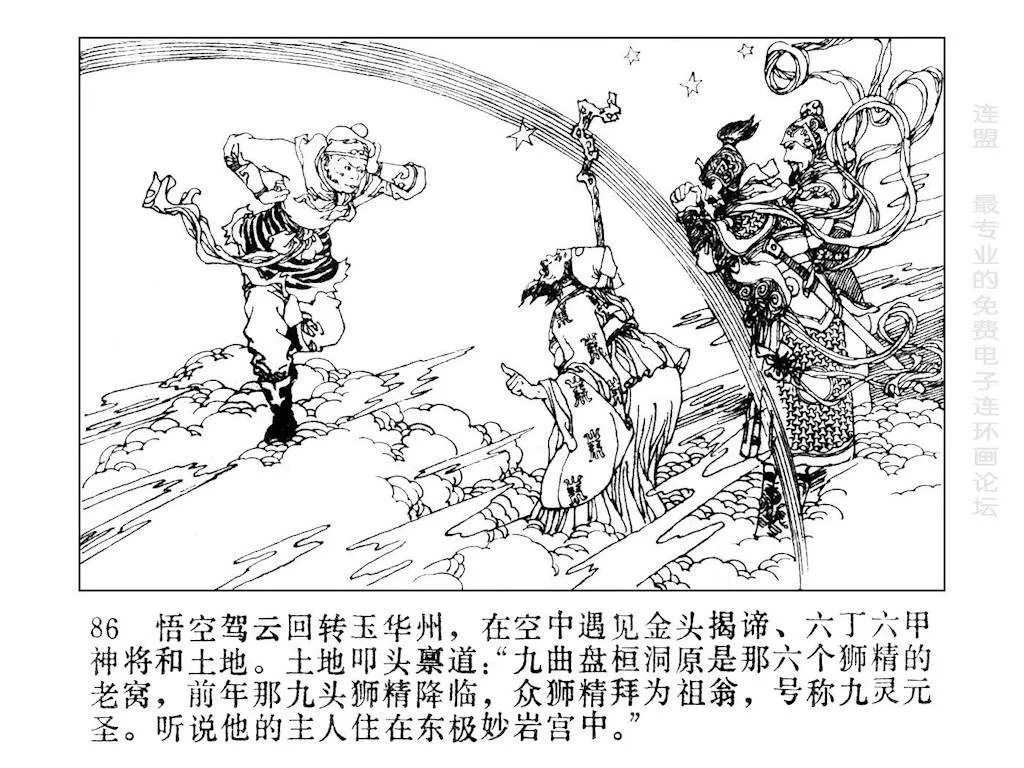 86 悟空驾云回转玉华州，在空中遇见金头揭谛、六丁六甲
神将和土地。土地叩头禀道：“九曲盘桓洞原是那六个狮精的
老窝，前年那九头狮精降临，众狮精拜为祖翁，号称九灵元
圣。听说他的主人住在东极妙岩宫中。”
连盟 最专业的免费电子连环画论坛